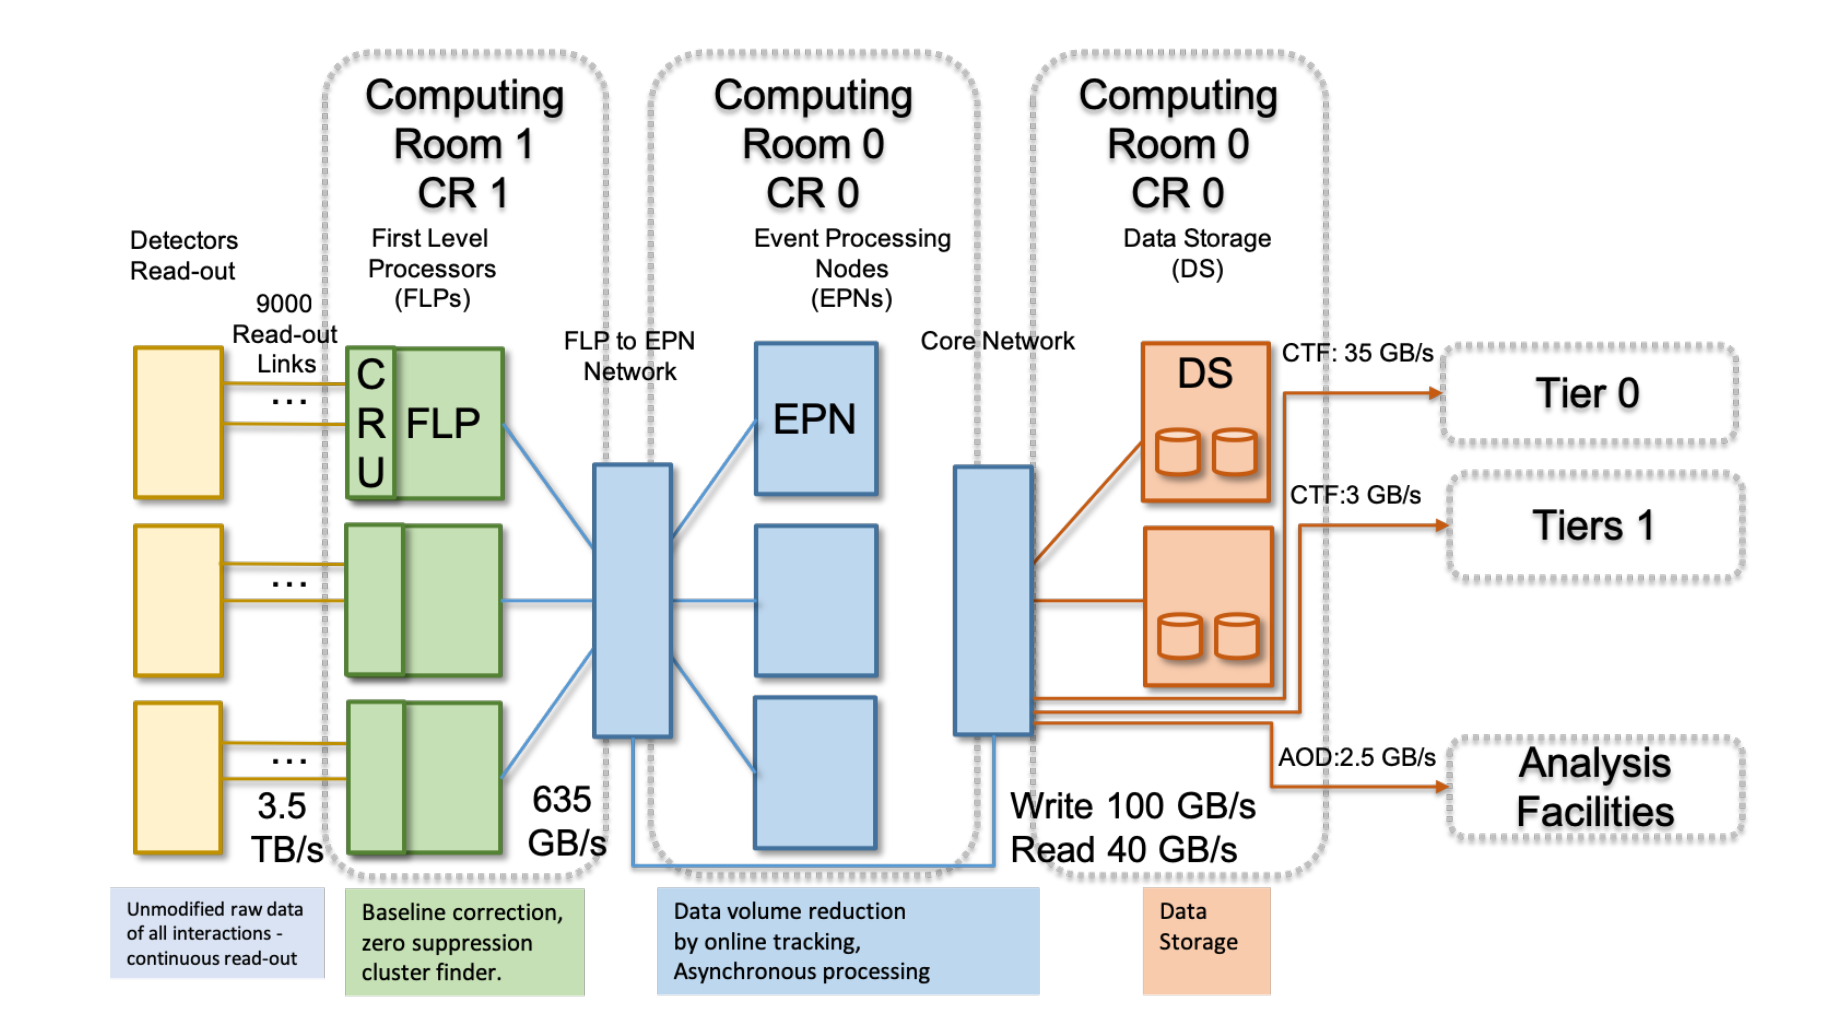 Computing
Room 1
CR 1
Computing
Room 0
CR 0
Computing
Room 0
CR 0
Detectors
Read-out
First Level
Processors
(FLPs)
Event Processing
Nodes
(EPNs)
Data Storage
(DS)
9000
Read-out
Links
FLP to EPN
Network
Core Network
...
C
R
U
FLP
EPN
DS
CTF: 35 GB/s
Tier 0
CTF:3 GB/s
Tiers 1
...
...
3.5
TB/s
635
GB/s
Write 100 GB/s
Read 40 GB/s
AOD:2.5 GB/s
Analysis
Facilities
Unmodified raw data
of all interactions -
continuous read-out
Baseline correction,
zero suppression
cluster finder.
Data volume reduction
by online tracking,
Asynchronous processing
Data
Storage